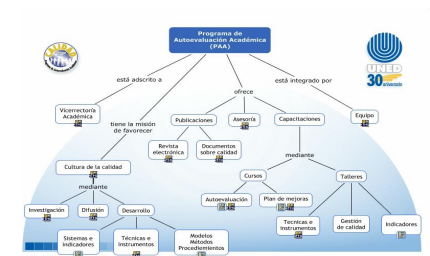 Programa de
Autoevaluación Académica
(PAA)
CALIDAD
UNED
30
está adscrito a
ofrece
está integrado por
Vicerrectoría
Académica
tiene la misión
de favorecer
Publicaciones
Asesoría
Capacitaciones
Equipo
Revista
electrónica
Documentos
sobre calidad
mediante
Cultura de la calidad
mediante
Cursos
Talleres
Autoevaluación
Plan de mejoras
Investigación
Difusión
Desarrollo
Tecnicas e
Instrumentos
Gestión
de calidad
Indicadores
Sistemas e
Indicadores
Técnicas e
Instrumentos
Modelos
Métodos
Procediemientos